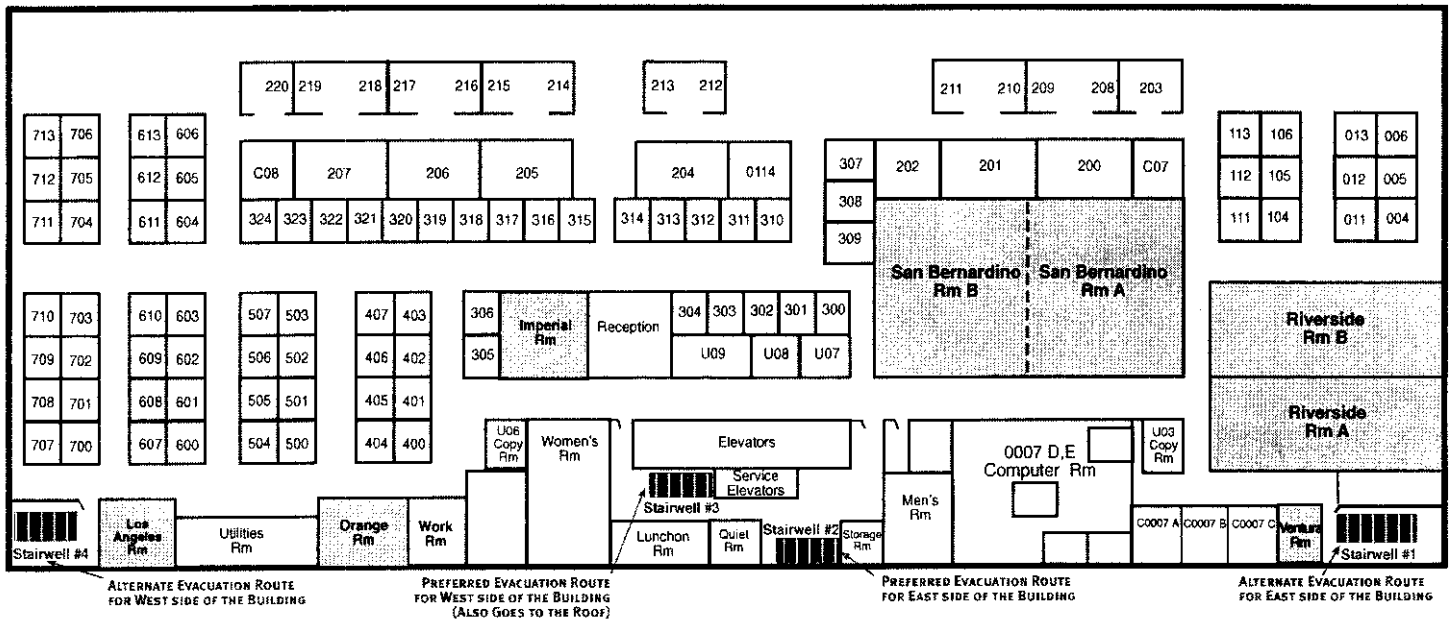 220 219 218 217 216 215 214
213 212
211 210 209 208 203
713 706
712 705
711 704
613 606
612 605
611 604
C08 207 206 205
324 323 322 321 320 319 318 317 316 315
204 0114
314 313 312 311 310
307
308
309
202 201 200 C07
San Bernardino
Rm B
San Bernardino
Rm A
113 106
112 105
111 104
013 006
012 005
011 004
710 703
709 702
708 701
707 700
610 603
609 602
608 601
607 600
507 503
506 502
505 501
504 500
407 403
406 402
405 401
404 400
306
305
Imperial
Rm
Reception
304 303 302 301 300
U09 U08 U07
Riverside
Rm B
Riverside
Rm A
U06
Copy
Rm
Women's
Rm
Elevators
Service
Elevators
Stairwell #3
0007 D,E
Computer Rm
U03
Copy
Rm
Stairwell #4
Los
Angeles
Rm
Utilities
Rm
Orange
Rm
Work
Rm
Lunchon
Rm
Quiet
Rm
Stairwell #2
Storage
Rm
Men's
Rm
C0007 A C0007 B C0007 C
Ventura
Rm
Stairwell #1
ALTERNATE EVACUATION ROUTE
FOR WEST SIDE OF THE BUILDING
PREFERRED EVACUATION ROUTE
FOR WEST SIDE OF THE BUILDING
(ALSO GOES TO THE ROOF)
PREFERRED EVACUATION ROUTE
FOR EAST SIDE OF THE BUILDING
ALTERNATE EVACUATION ROUTE
FOR EAST SIDE OF THE BUILDING